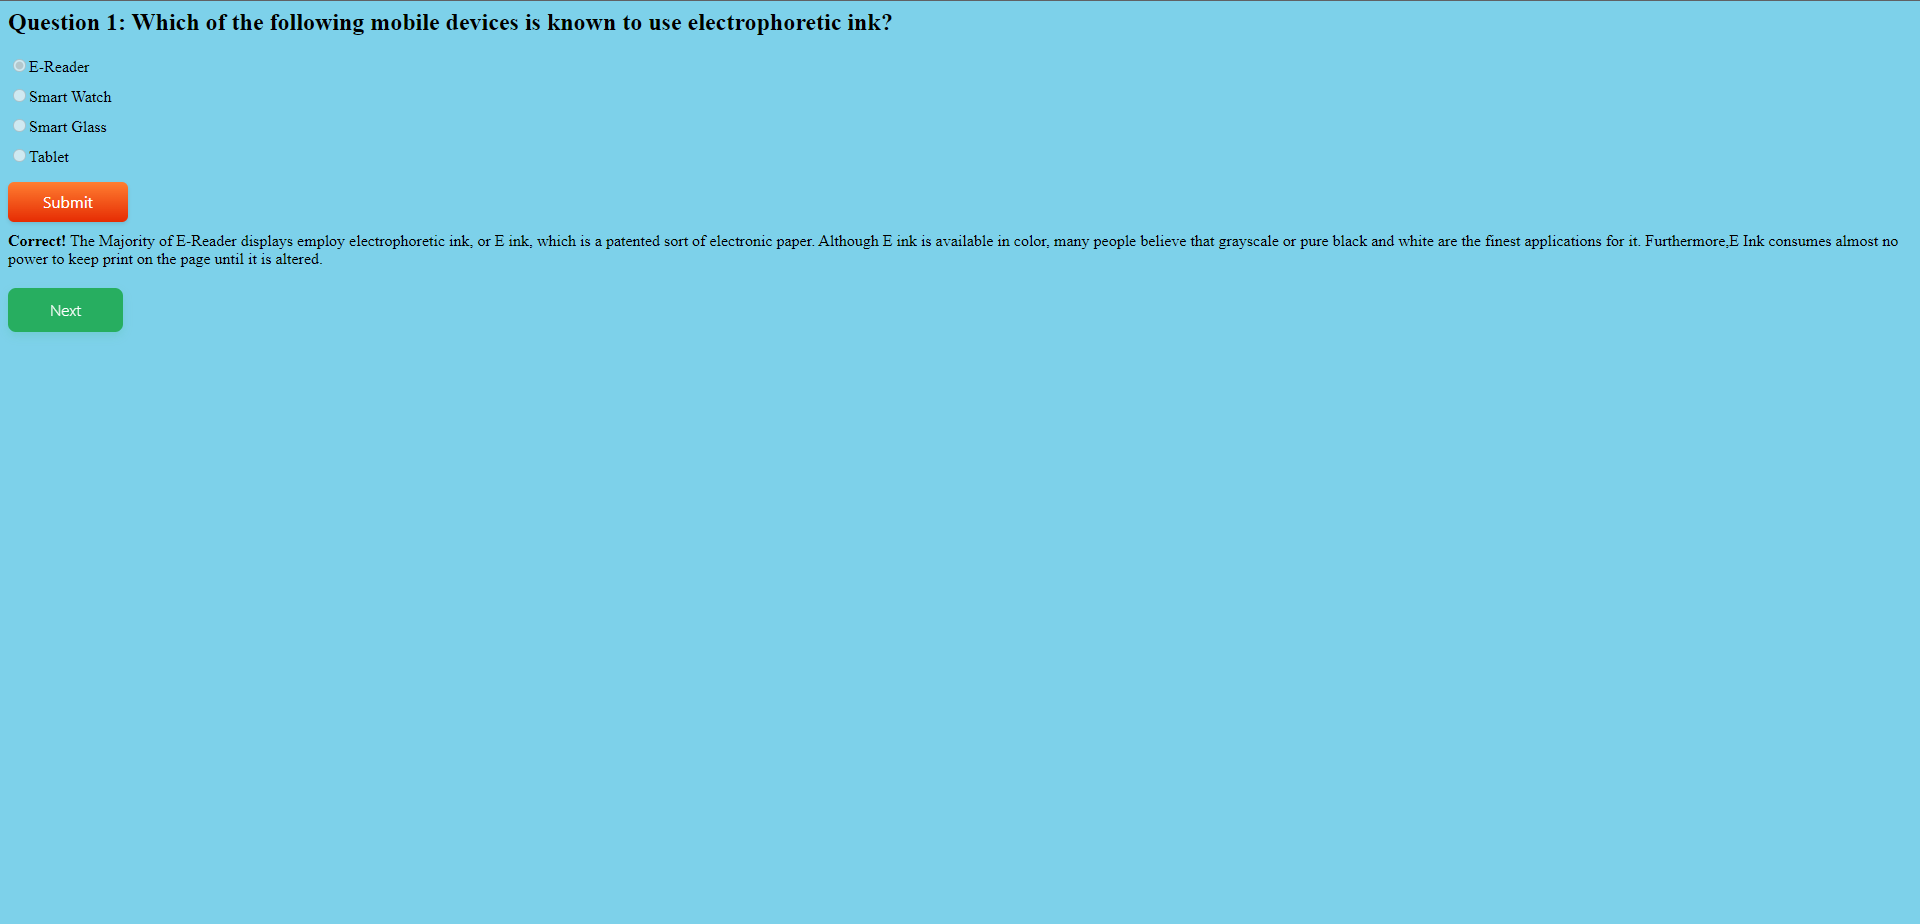 Question 1: Which of the following mobile devices is known to use electrophoretic ink?
E-Reader
Smart Watch
Smart Glass
Tablet
Submit
Correct! The Majority of E-Reader displays employ electrophoretic ink, or E ink, which is a patented sort of electronic paper. Although E ink is available in color, many people believe that grayscale or pure black and white are the finest applications for it. Furthermore,E Ink consumes almost no
power to keep print on the page until it is altered.
Next